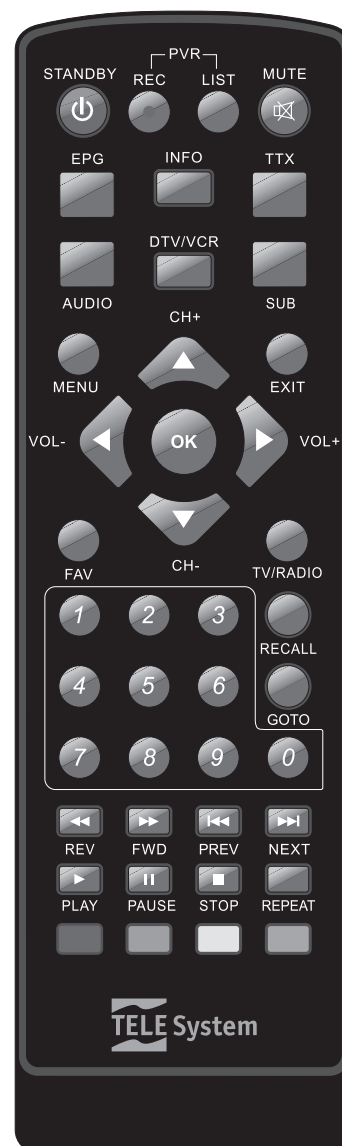 PVR
STANDBY REC LIST MUTE
EPG INFO TTX
DTV/VCR
AUDIO SUB
CH+
MENU EXIT
VOL- OK VOL+
FAV CH- TV/RADIO
1 2 3
RECALL
4 5 6
GOTO
7 8 9 0
REV FWD PREV NEXT
PLAY PAUSE STOP REPEAT
TELE System